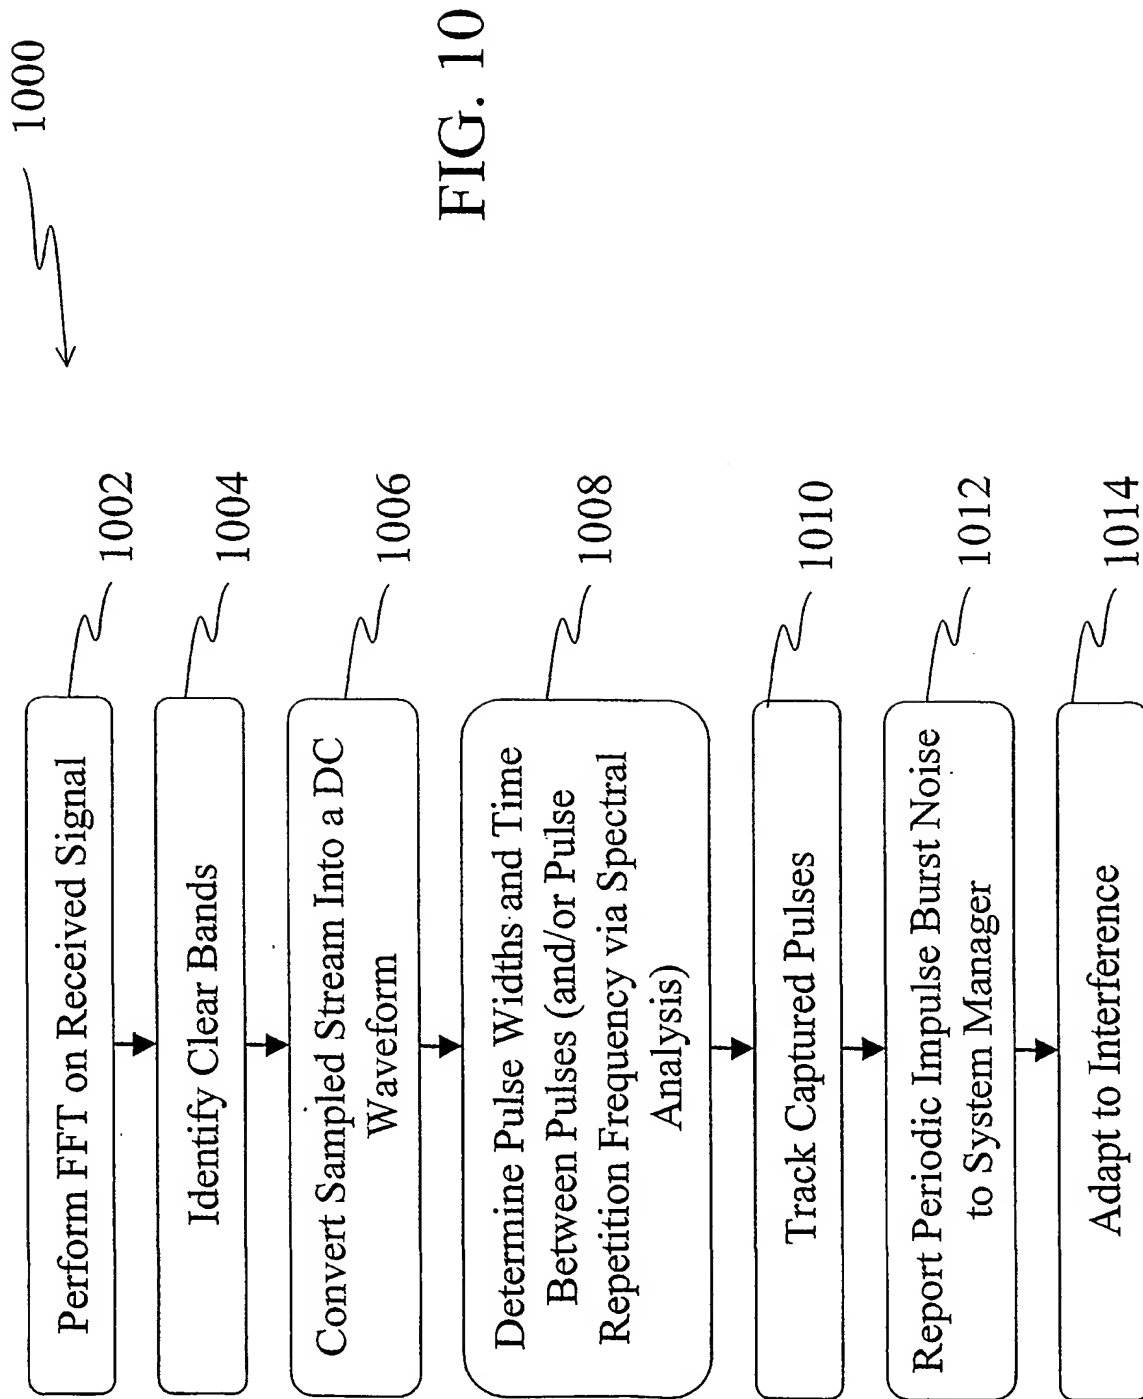 1000
Perform FFT on Received Signal
1002
Identify Clear Bands
1004
Convert Sampled Stream Into a DC
Waveform
1006
Determine Pulse Widths and Time
Between Pulses (and/or Pulse
Repetition Frequency via Spectral
Analysis)
1008
Track Captured Pulses
1010
Report Periodic Impulse Burst Noise
to System Manager
1012
Adapt to Interference
1014
FIG. 10